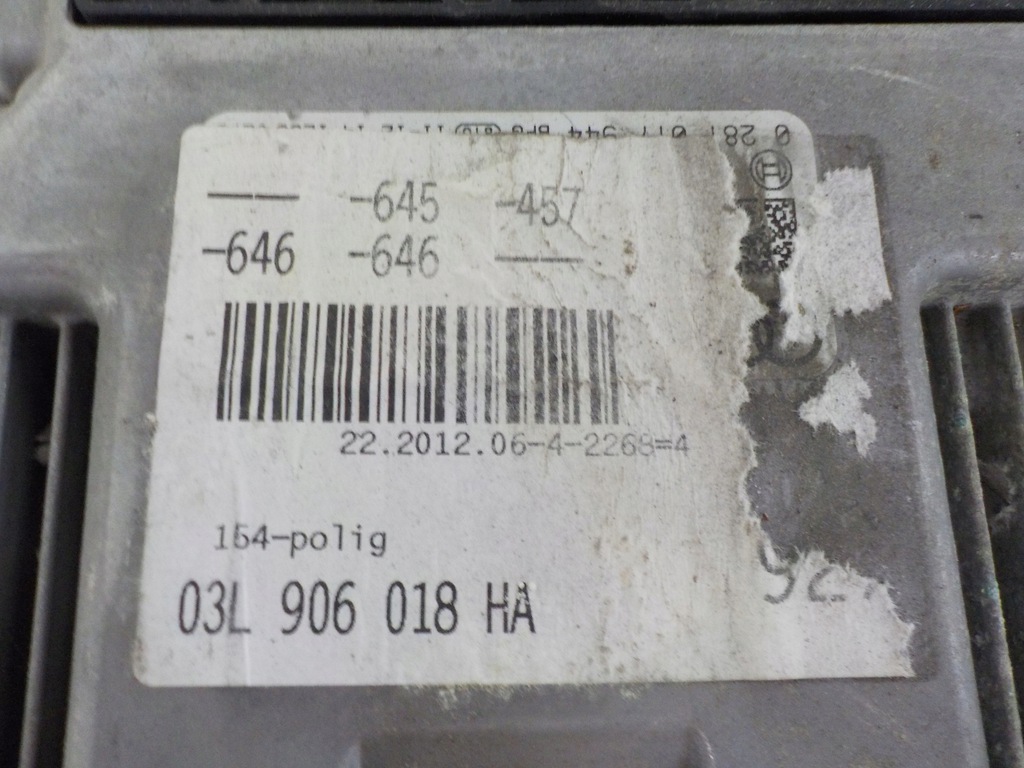 — -645 -457
-646 -646 —
22.2012.06-4-2268=4
154-polig
03L 906 018 HA